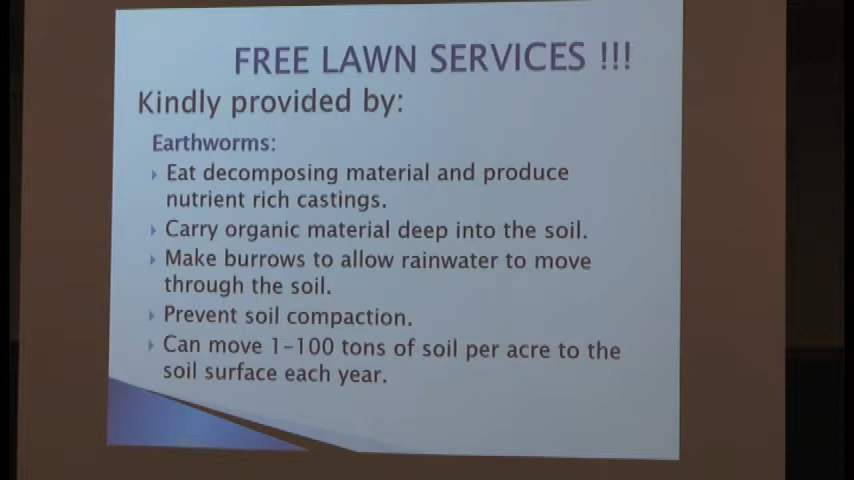 FREE LAWN SERVICES !!!
Kindly provided by:
Earthworms:
Eat decomposing material and produce
nutrient rich castings.
Carry organic material deep into the soil.
Make burrows to allow rainwater to move
through the soil.
Prevent soil compaction.
Can move 1-100 tons of soil per acre to the
soil surface each year.